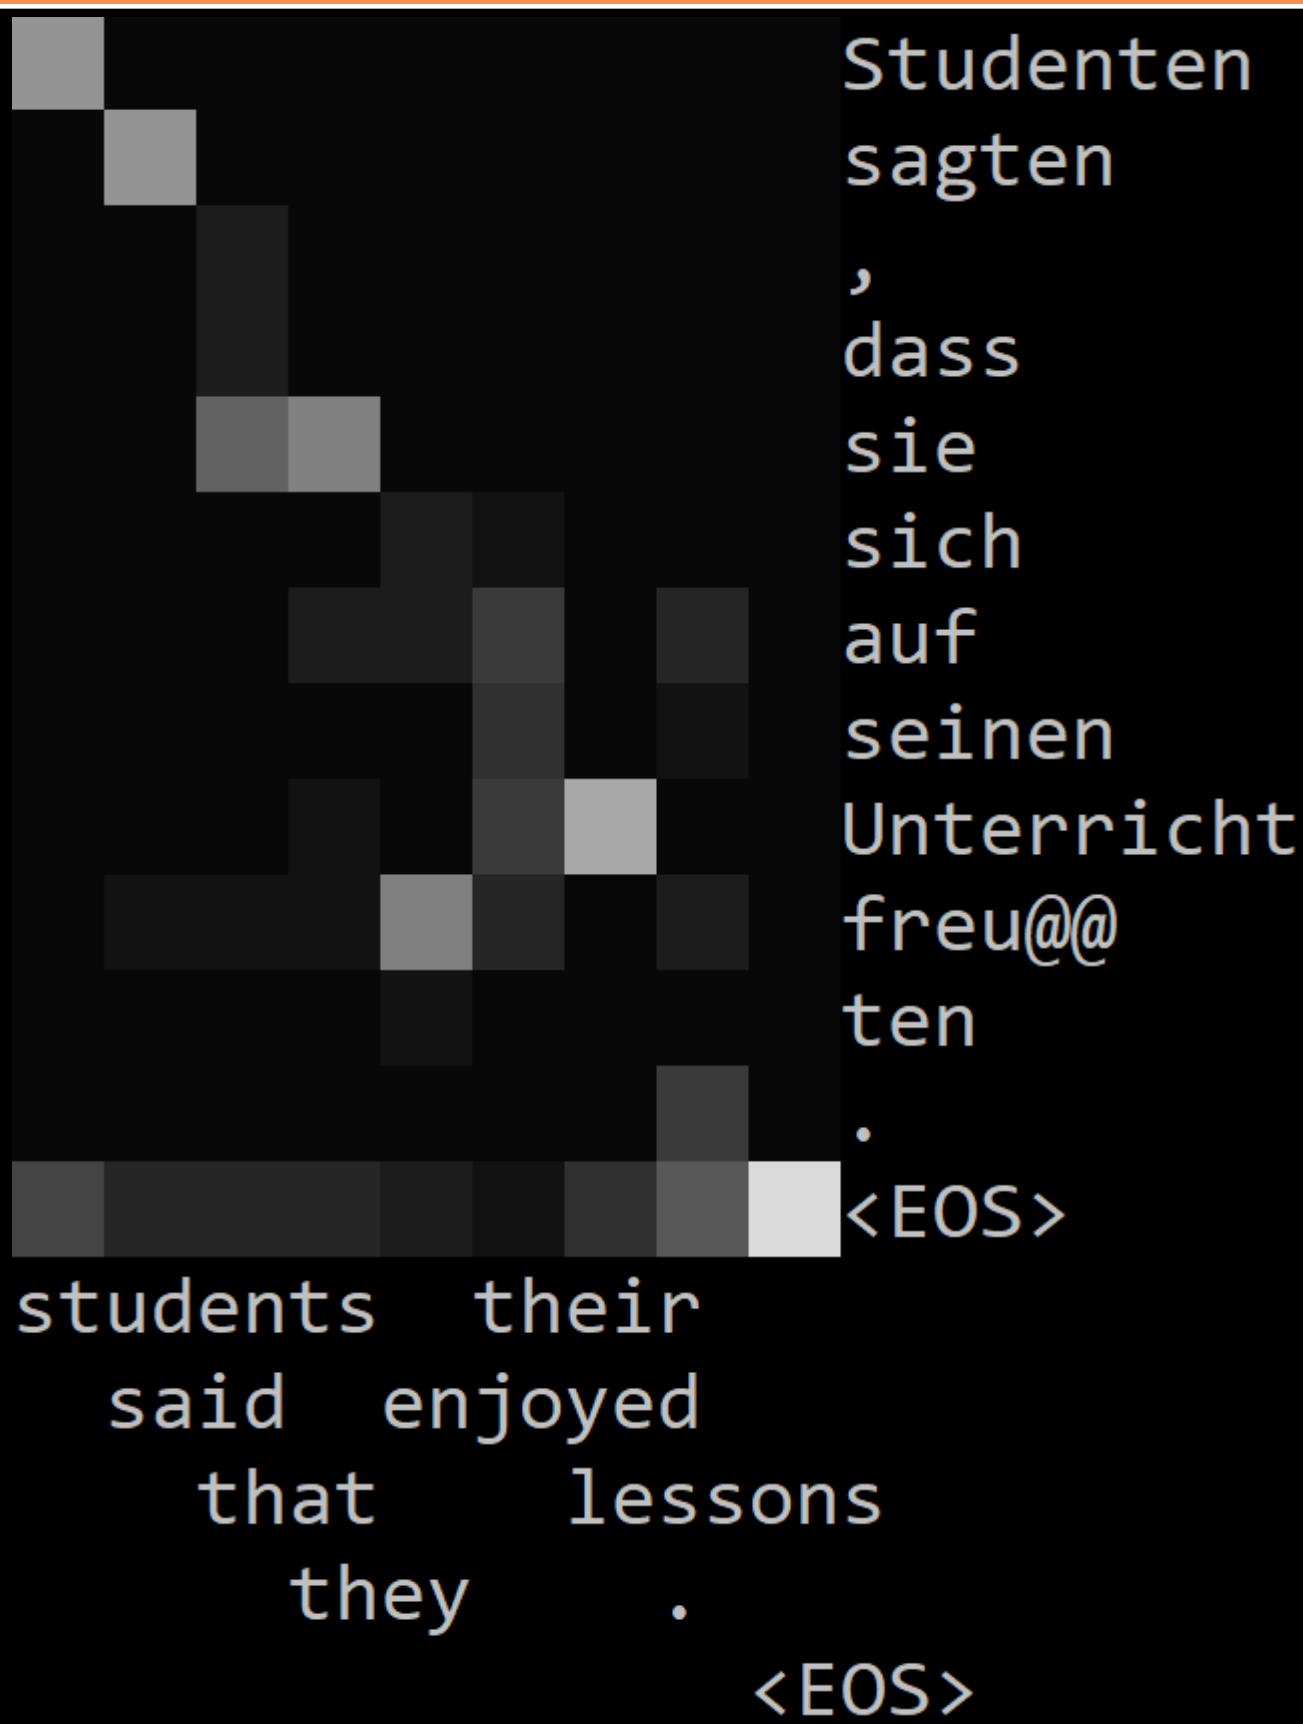 Studenten
sagten
,
dass
sie
sich
auf
seinen
Unterricht
freu@@
ten
.
<EOS>
students their
said enjoyed
that lessons
they .
<EOS>